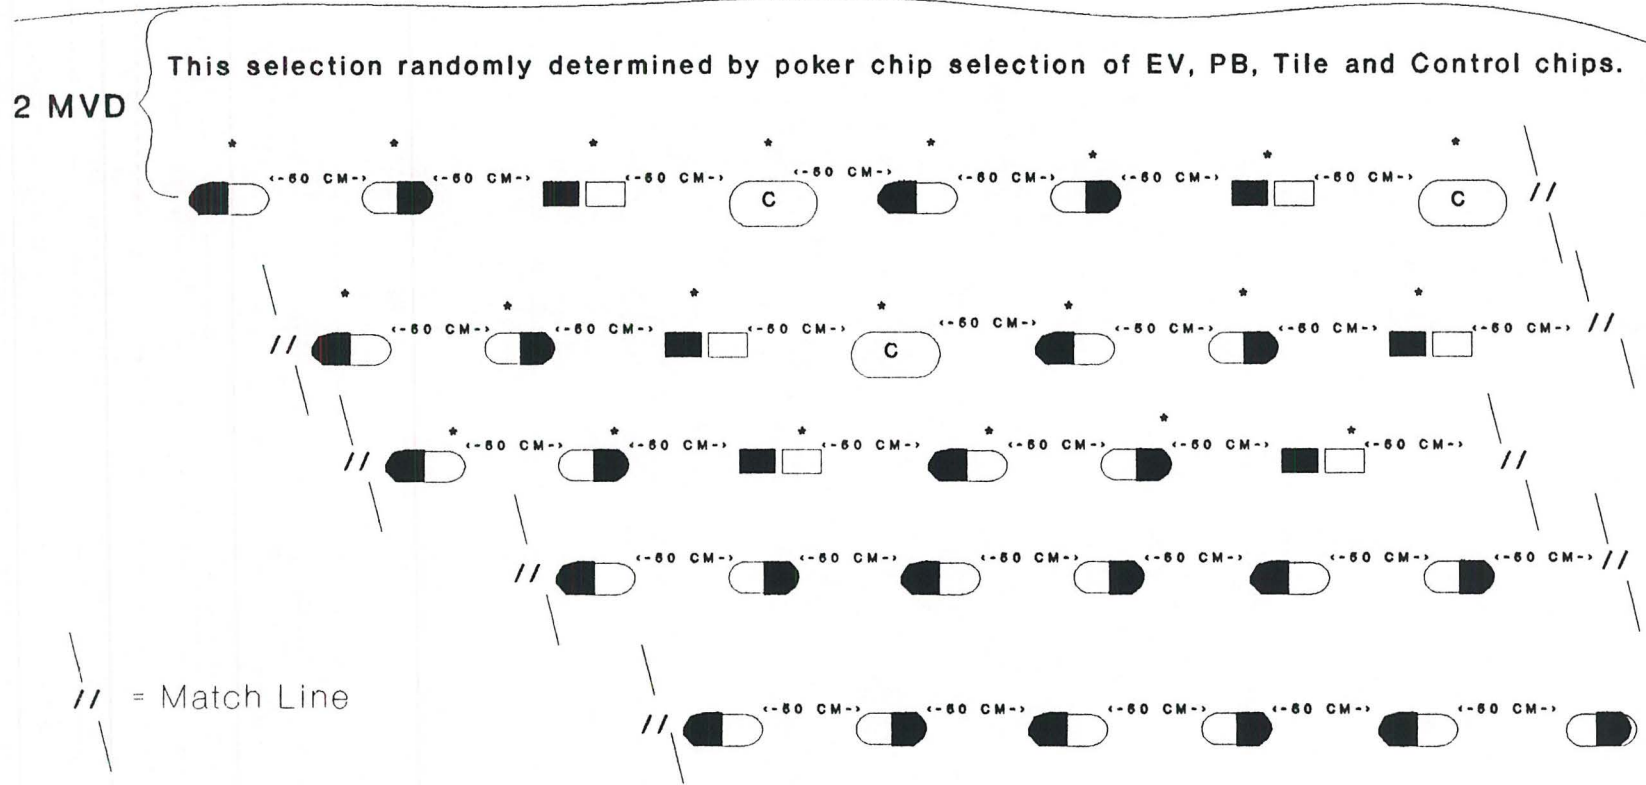 This selection randomly determined by poker chip selection of EV, PB, Tile and Control chips.
2 MVD
* * * * * * * *
<-60 CM-> <-60 CM-> <-60 CM-> <-60 CM-> <-60 CM-> <-60 CM-> <-60 CM->
C C //
* * * * * * *
<-60 CM-> <-60 CM-> <-60 CM-> <-60 CM-> <-60 CM-> <-60 CM-> <-60 CM->
// C //
* * * * * *
<-60 CM-> <-60 CM-> <-60 CM-> <-60 CM-> <-60 CM-> <-60 CM->
// //
<-60 CM-> <-60 CM-> <-60 CM-> <-60 CM-> <-60 CM-> <-60 CM->
// //
// = Match Line
<-60 CM-> <-60 CM-> <-60 CM-> <-60 CM-> <-60 CM->
//